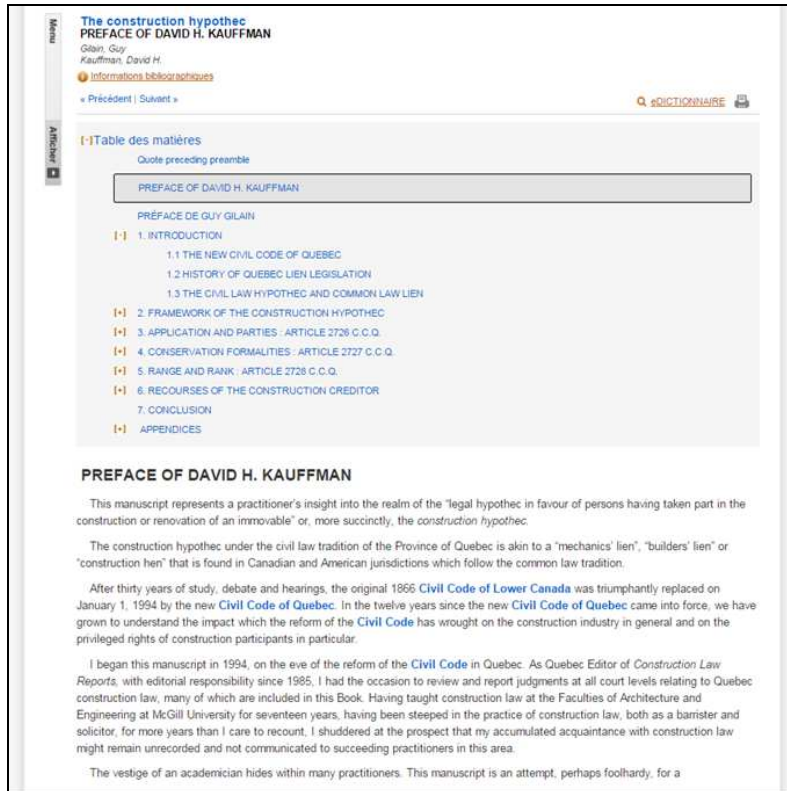 Menu
Afficher
The construction hypothec
PREFACE OF DAVID H. KAUFFMAN
Gilain, Guy
Kauffman, David H.
Informations bibliographiques
« Précédent | Suivant »
eDICTIONNAIRE
[-]Table des matières
Quote preceding preamble
PREFACE OF DAVID H. KAUFFMAN
PRÉFACE DE GUY GILAIN
[-] 1. INTRODUCTION
1.1 THE NEW CIVIL CODE OF QUEBEC
1.2 HISTORY OF QUEBEC LIEN LEGISLATION
1.3 THE CIVIL LAW HYPOTHEC AND COMMON LAW LIEN
[+] 2. FRAMEWORK OF THE CONSTRUCTION HYPOTHEC
[+] 3. APPLICATION AND PARTIES : ARTICLE 2726 C.C.Q.
[+] 4. CONSERVATION FORMALITIES : ARTICLE 2727 C.C.Q.
[+] 5. RANGE AND RANK : ARTICLE 2728 C.C.Q.
[+] 6. RECOURSES OF THE CONSTRUCTION CREDITOR
7. CONCLUSION
[+] APPENDICES
PREFACE OF DAVID H. KAUFFMAN
This manuscript represents a practitioner's insight into the realm of the "legal hypothec in favour of persons having taken part in the
construction or renovation of an immovable" or, more succinctly, the construction hypothec.
The construction hypothec under the civil law tradition of the Province of Quebec is akin to a "mechanics' lien", "builders' lien" or
"construction hen" that is found in Canadian and American jurisdictions which follow the common law tradition.
After thirty years of study, debate and hearings, the original 1866 Civil Code of Lower Canada was triumphantly replaced on
January 1, 1994 by the new Civil Code of Quebec. In the twelve years since the new Civil Code of Quebec came into force, we have
grown to understand the impact which the reform of the Civil Code has wrought on the construction industry in general and on the
privileged rights of construction participants in particular.
I began this manuscript in 1994, on the eve of the reform of the Civil Code in Quebec. As Quebec Editor of Construction Law
Reports, with editorial responsibility since 1985, I had the occasion to review and report judgments at all court levels relating to Quebec
construction law, many of which are included in this Book. Having taught construction law at the Faculties of Architecture and
Engineering at McGill University for seventeen years, having been steeped in the practice of construction law, both as a barrister and
solicitor, for more years than I care to recount, I shuddered at the prospect that my accumulated acquaintance with construction law
might remain unrecorded and not communicated to succeeding practitioners in this area.
The vestige of an academician hides within many practitioners. This manuscript is an attempt, perhaps foolhardy, for a